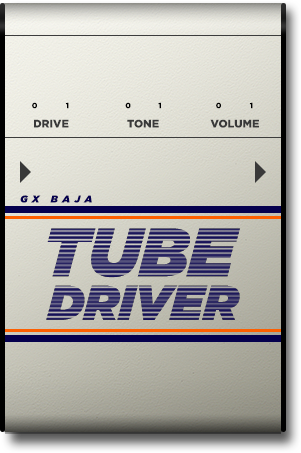 0 1 0 1 0 1
DRIVE TONE VOLUME
GX BAJA
TUBE
DRIVER